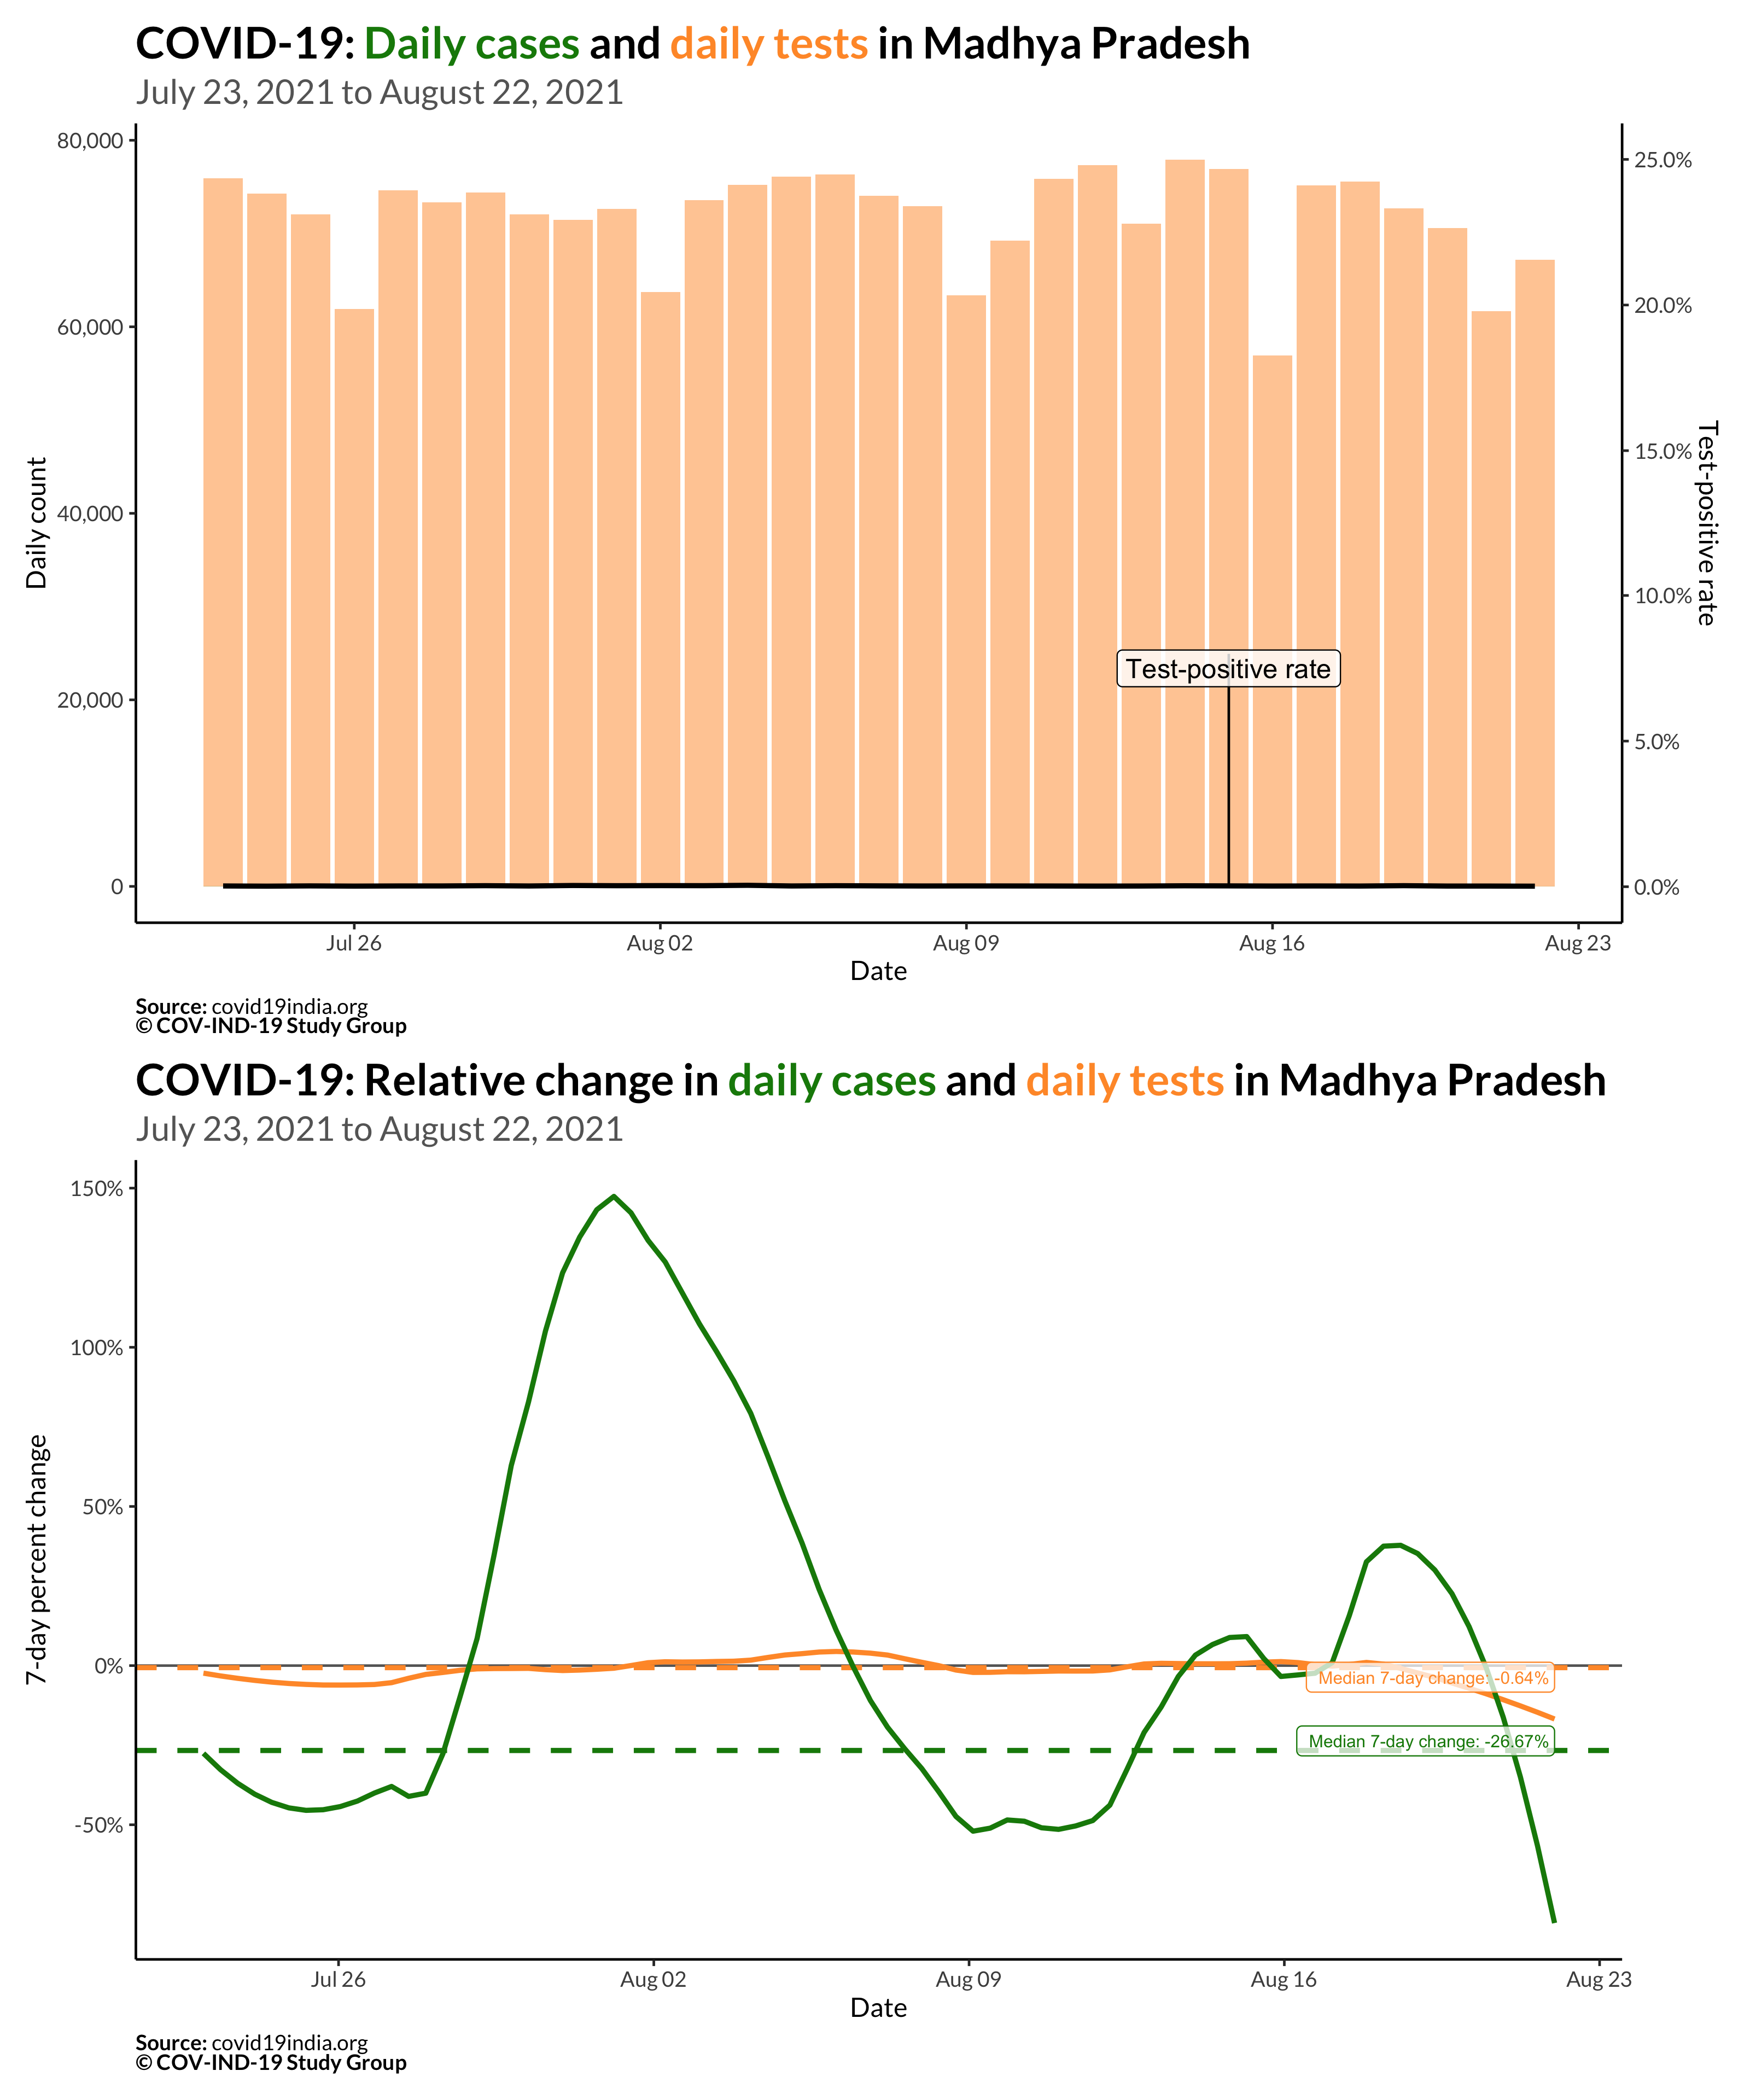 COVID-19: Daily cases and daily tests in Madhya Pradesh
July 23, 2021 to August 22, 2021
80,000
60,000
40,000
20,000
0
Daily count
25.0%
20.0%
15.0%
10.0%
5.0%
0.0%
Test-positive rate
Test-positive rate
Jul 26
Aug 02
Aug 09
Aug 16
Aug 23
Date
Source: covid19india.org
© COV-IND-19 Study Group
COVID-19: Relative change in daily cases and daily tests in Madhya Pradesh
July 23, 2021 to August 22, 2021
150%
100%
50%
0%
-50%
7-day percent change
Median 7-day change: -0.64%
Median 7-day change: -26.67%
Jul 26
Aug 02
Aug 09
Aug 16
Aug 23
Date
Source: covid19india.org
© COV-IND-19 Study Group